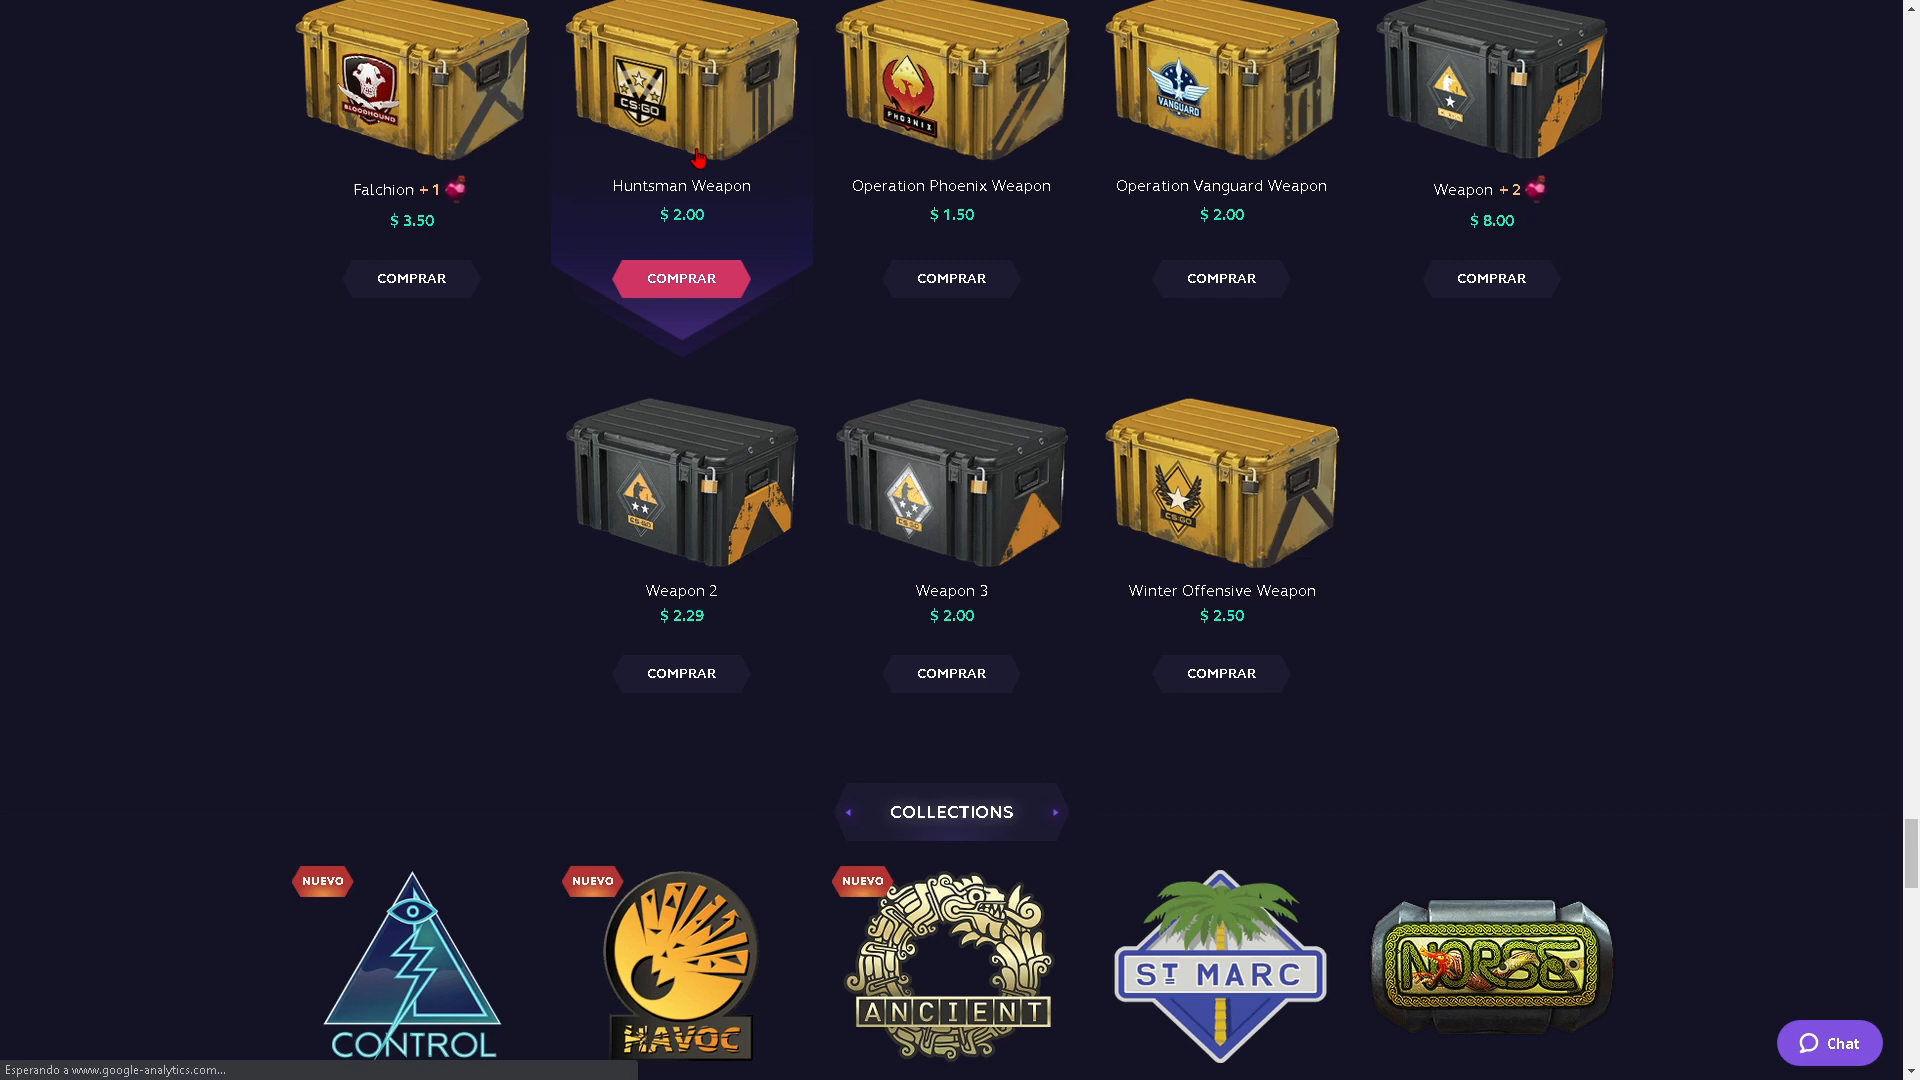 BLOODHOUND
CS:GO
PHOENIX
VANGUARD
CS:GO
Falchion + 1
Huntsman Weapon
Operation Phoenix Weapon
Operation Vanguard Weapon
Weapon + 2
$ 3.50
$ 2.00
$ 1.50
$ 2.00
$ 8.00
COMPRAR
COMPRAR
COMPRAR
COMPRAR
COMPRAR
CS:GO
CS:GO
CS:GO
Weapon 2
Weapon 3
Winter Offensive Weapon
$ 2.29
$ 2.00
$ 2.50
COMPRAR
COMPRAR
COMPRAR
COLLECTIONS
NUEVO
NUEVO
NUEVO
CONTROL
HAVOC
ANCIENT
ST MARC
NORSE
Chat
Esperando a www.google-analytics.com...